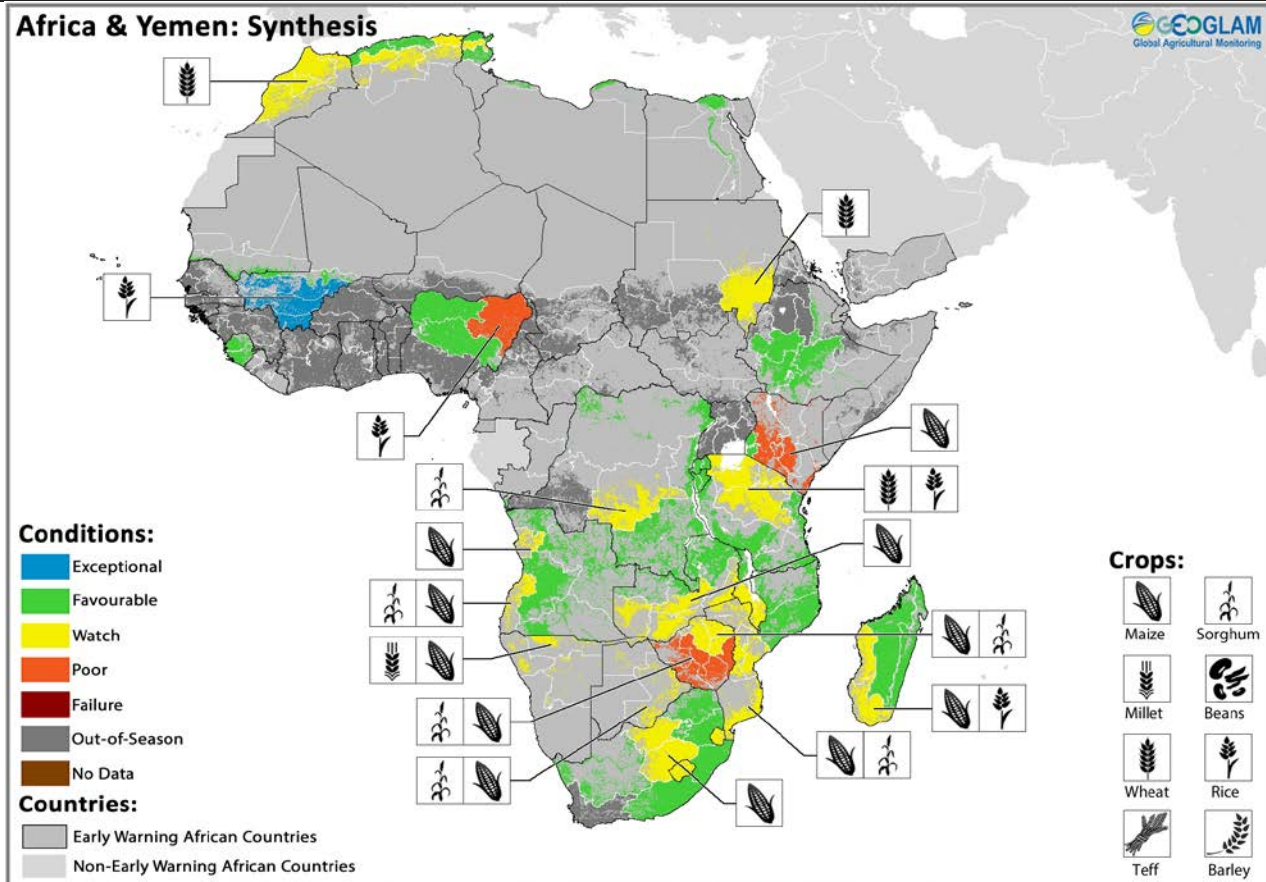 Africa & Yemen: Synthesis
GEOGLAM
Global Agricultural Monitoring
Conditions:
Exceptional
Favourable
Watch
Poor
Failure
Out-of-Season
No Data
Countries:
Early Warning African Countries
Non-Early Warning African Countries
Crops:
Maize
Sorghum
Millet
Beans
Wheat
Rice
Teff
Barley